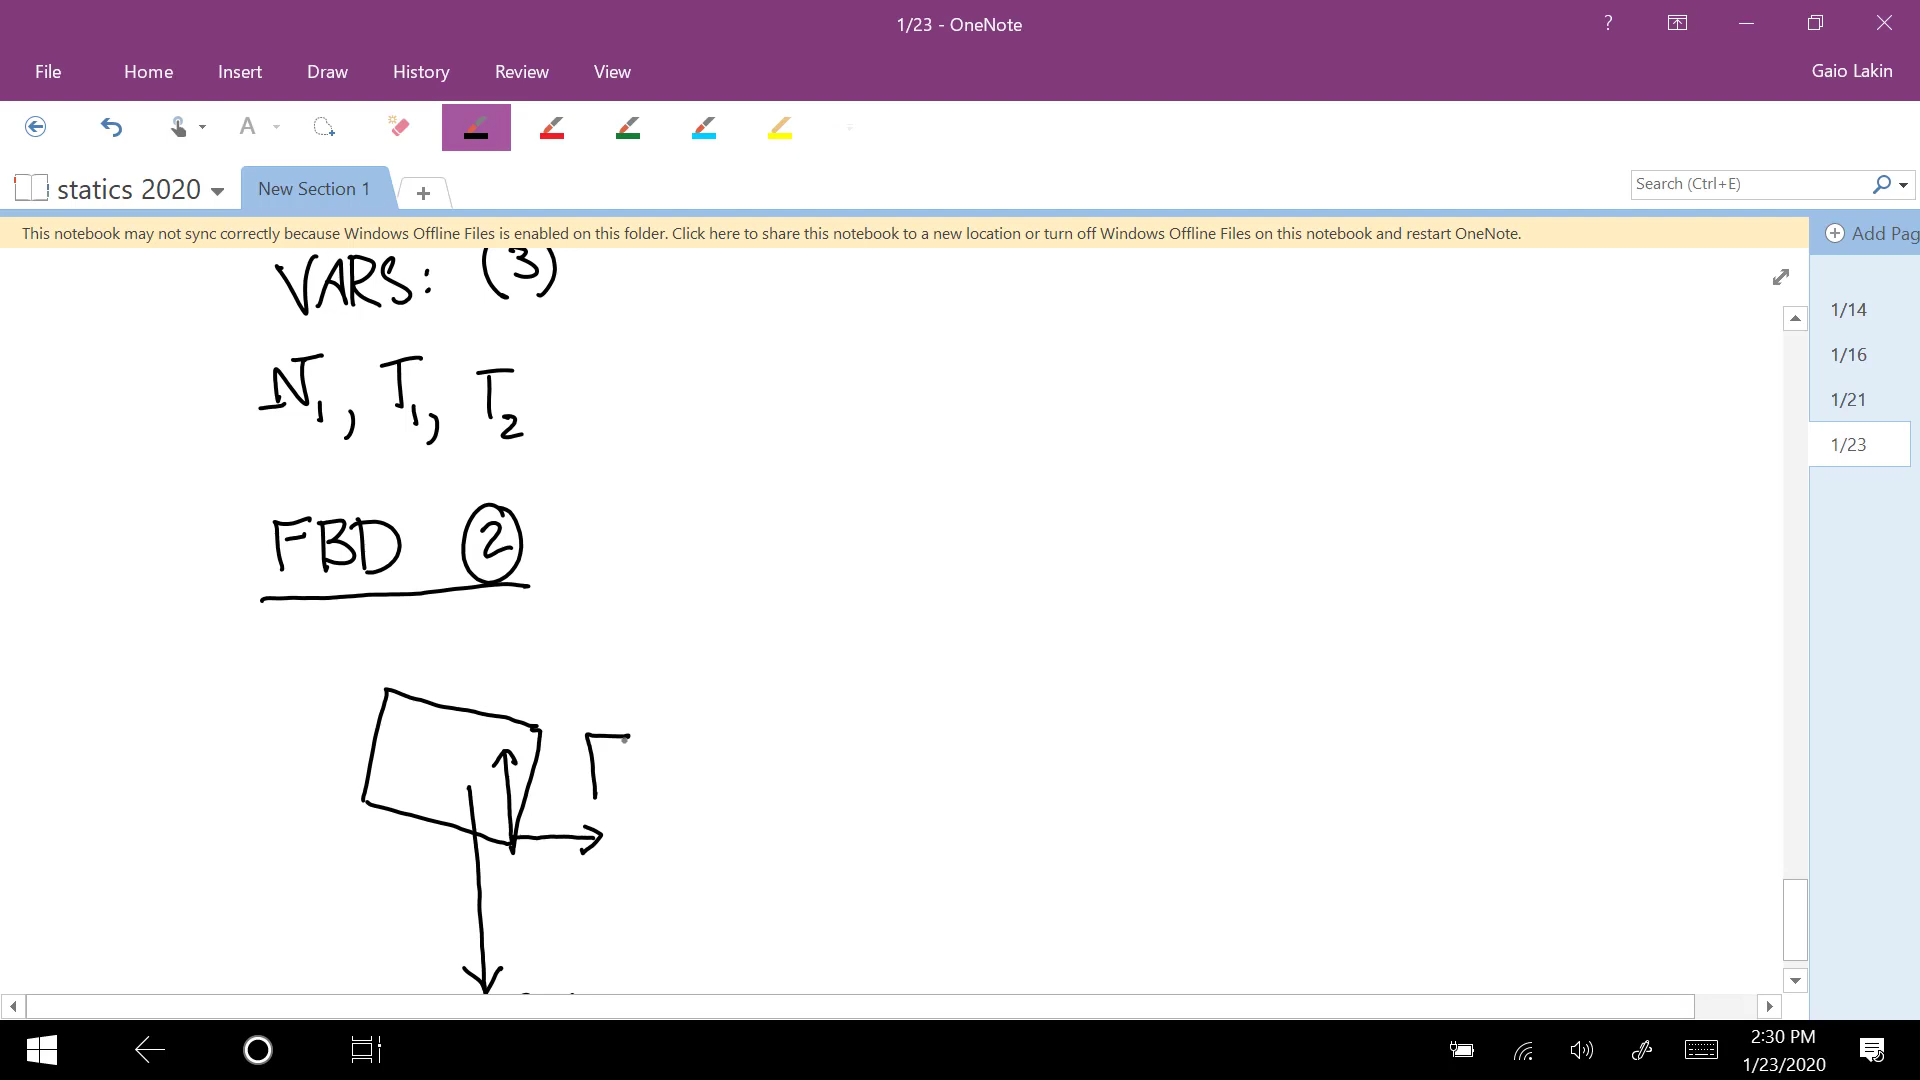 1/23 - OneNote
?
File Home Insert Draw History Review View
Gaio Lakin
A
statics 2020
New Section 1
+
Search (Ctrl+E)
This notebook may not sync correctly because Windows Offline Files is enabled on this folder. Click here to share this notebook to a new location or turn off Windows Offline Files on this notebook and restart OneNote.
Add Pag
1/14
1/16
1/21
1/23
VARS: (3)
N1, T1, T2
FBD 2
2:30 PM
1/23/2020